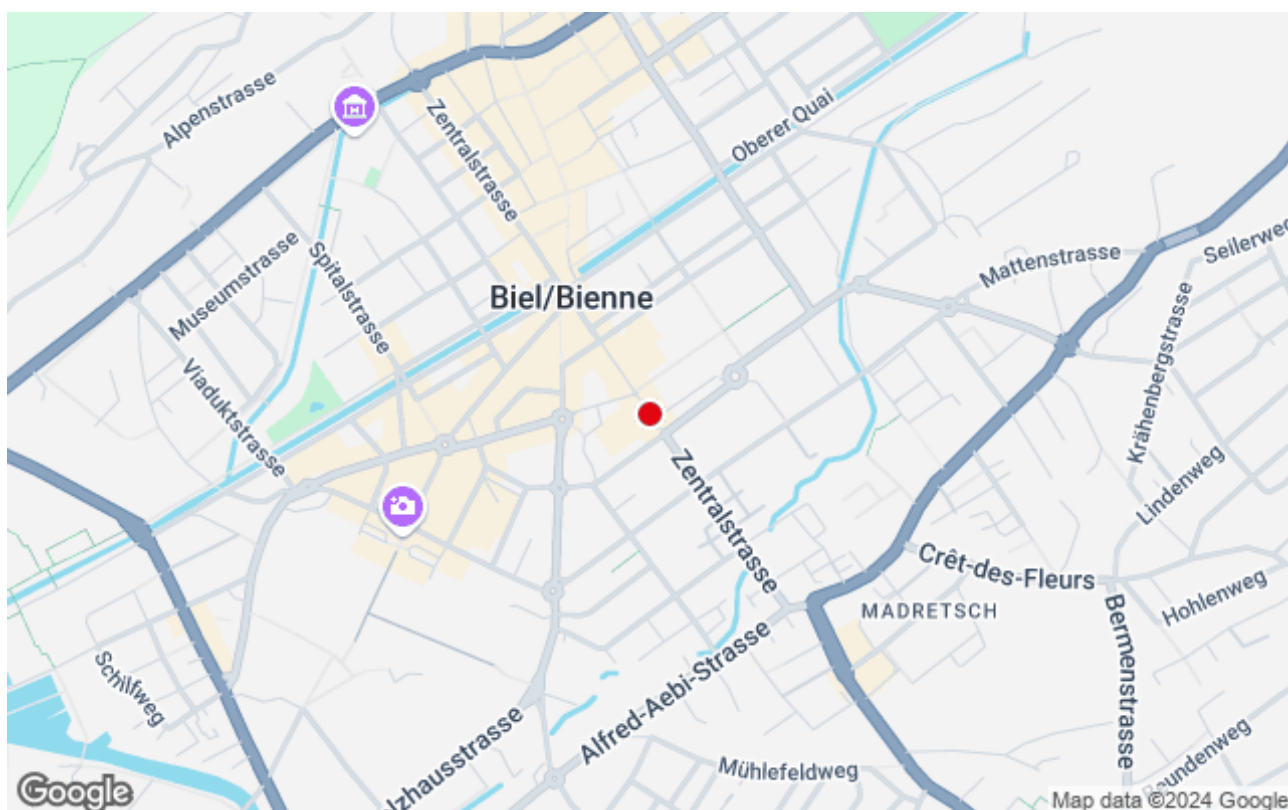 Alpenstrasse
Zentralstrasse
Oberer Quai
Museumstrasse
Spitalstrasse
Viaduktstrasse
Biel/Bienne
Mattenstrasse
Seilerweg
Krähenbergstrasse
Lindenweg
Zentralstrasse
Crêt-des-Fleurs
Hohlenweg
MADRETSCH
Bermenstrasse
Alfred-Aebi-Strasse
Schilfweg
lzhausstrasse
Mühlefeldweg
Google
Map data ©2024 Google